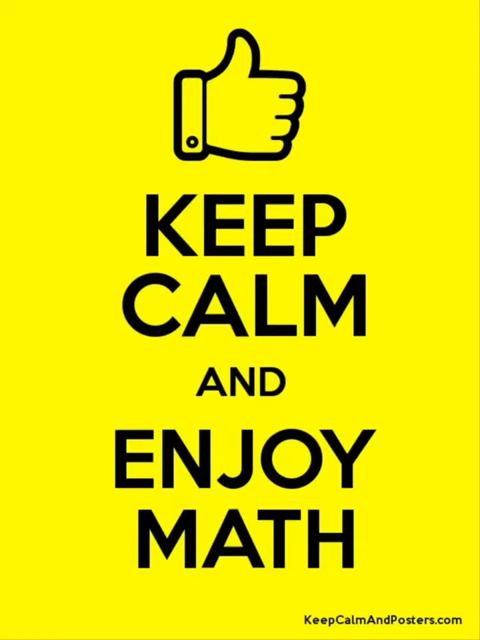 KEEP
CALM
AND
ENJOY
MATH
KeepCalmAndPosters.com